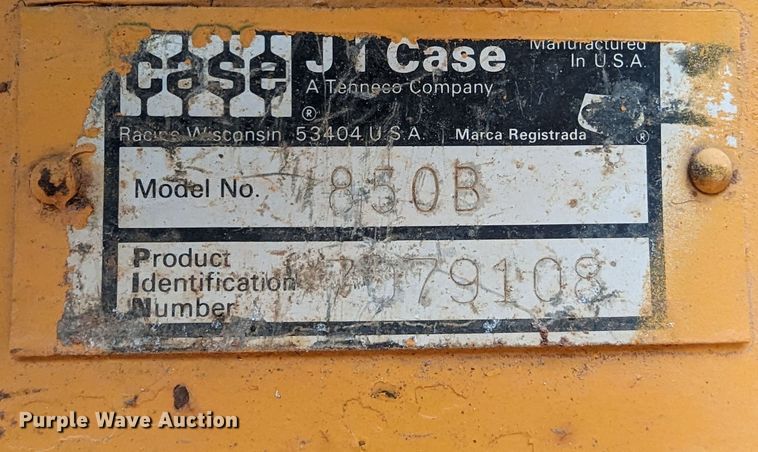 case
J I Case
Manufactured
In U.S.A.
A Tenneco Company
®
Racine Wisconsin 53404 U.S.A.
Marca Registrada ®
Model No. 850B
Product
Identification
Number
7079108
Purple Wave Auction